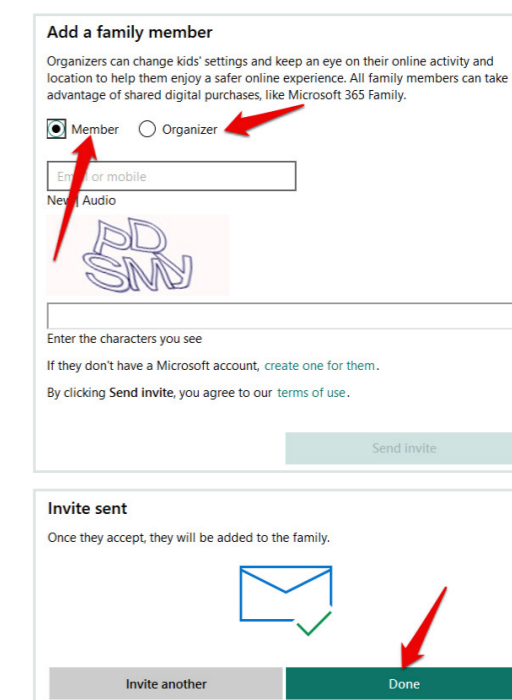 Add a family member
Organizers can change kids' settings and keep an eye on their online activity and
location to help them enjoy a safer online experience. All family members can take
advantage of shared digital purchases, like Microsoft 365 Family.
Member Organizer
Email or mobile
New | Audio
PD
SMY
Enter the characters you see
If they don't have a Microsoft account, create one for them.
By clicking Send invite, you agree to our terms of use.
Send invite
Invite sent
Once they accept, they will be added to the family.
Invite another Done